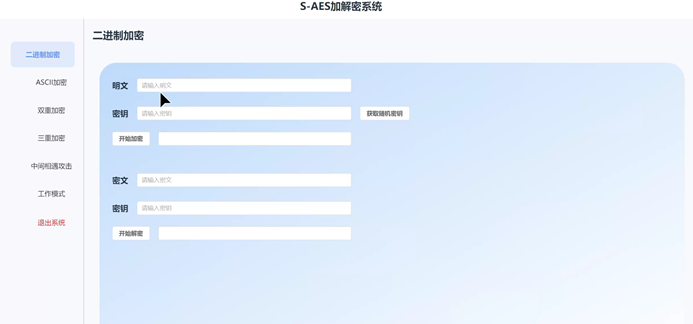 S-AES加解密系统
二进制加密
二进制加密
ASCII加密
双重加密
三重加密
中间相遇攻击
工作模式
退出系统
明文 请输入明文
密钥 请输入密钥 获取随机密钥
开始加密
密文 请输入密文
密钥 请输入密钥
开始解密